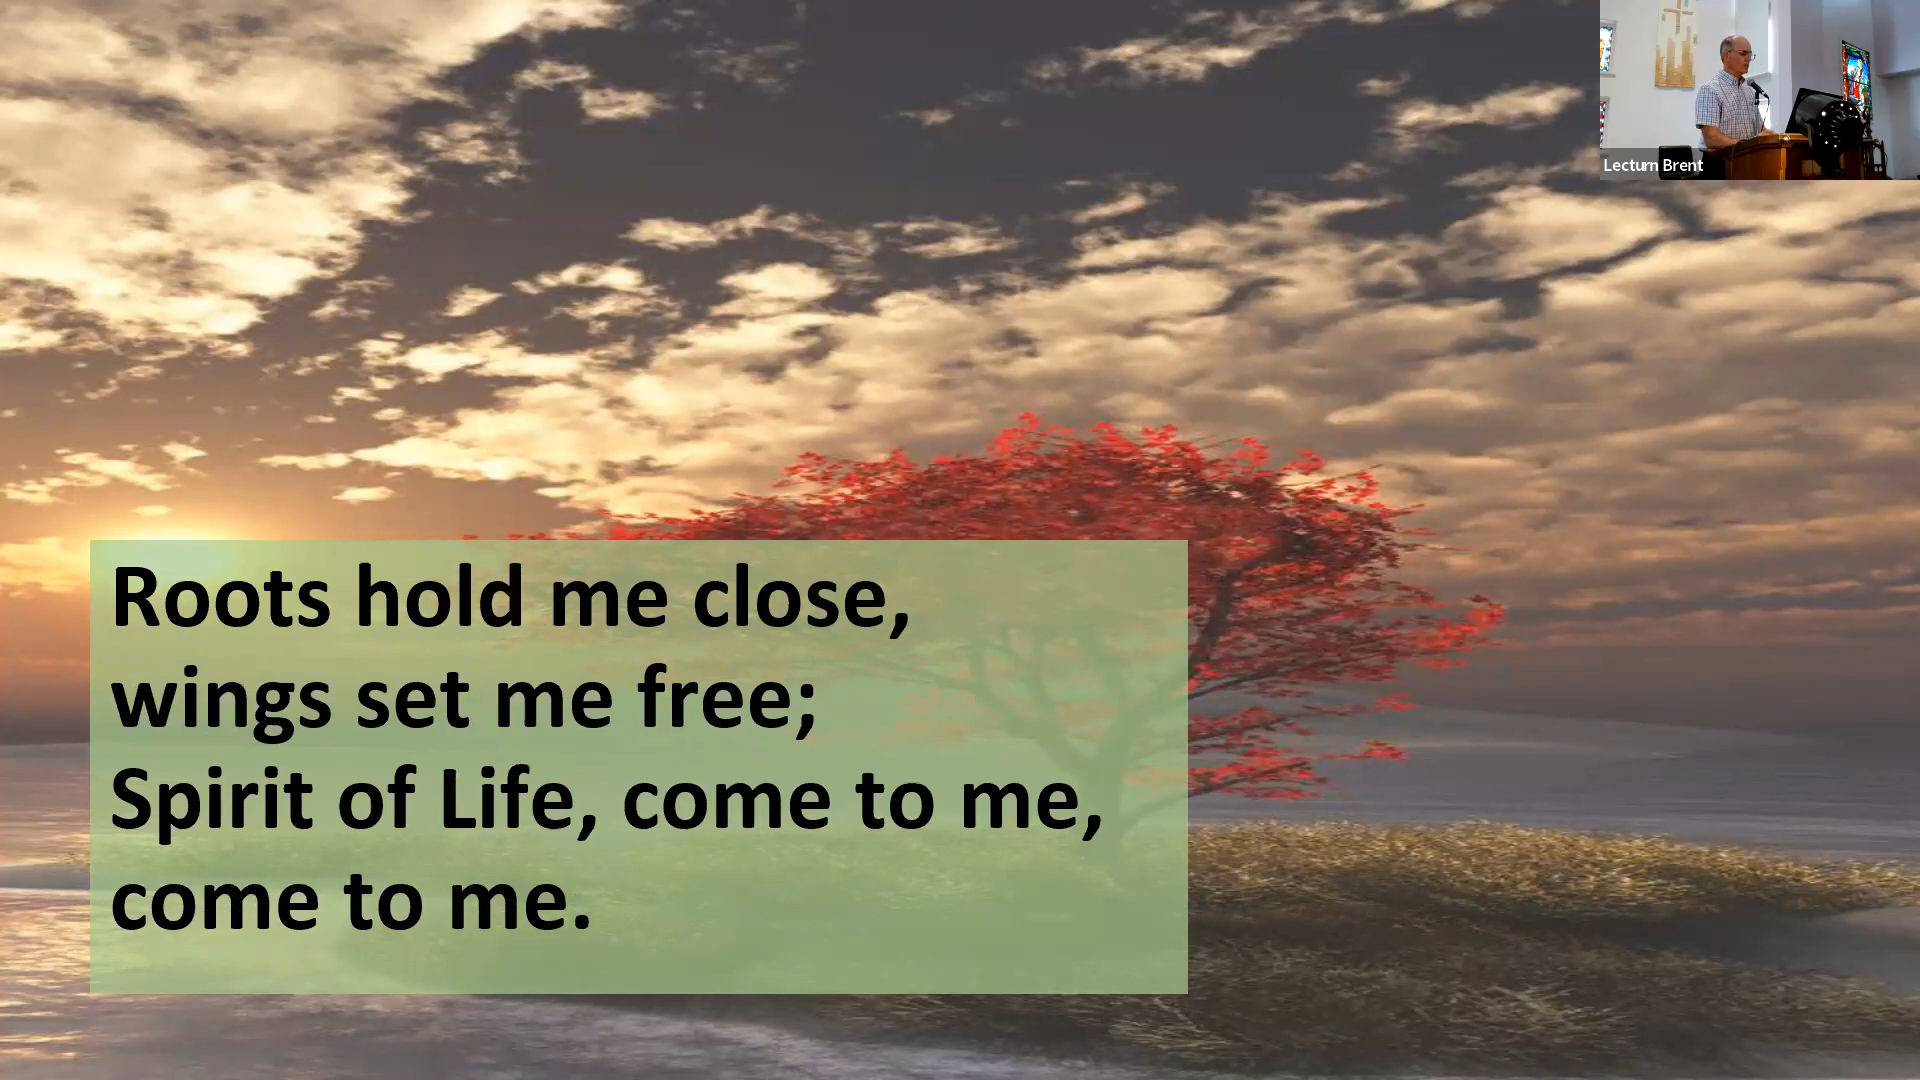 Lecturn Brent
Roots hold me close,
wings set me free;
Spirit of Life, come to me,
come to me.